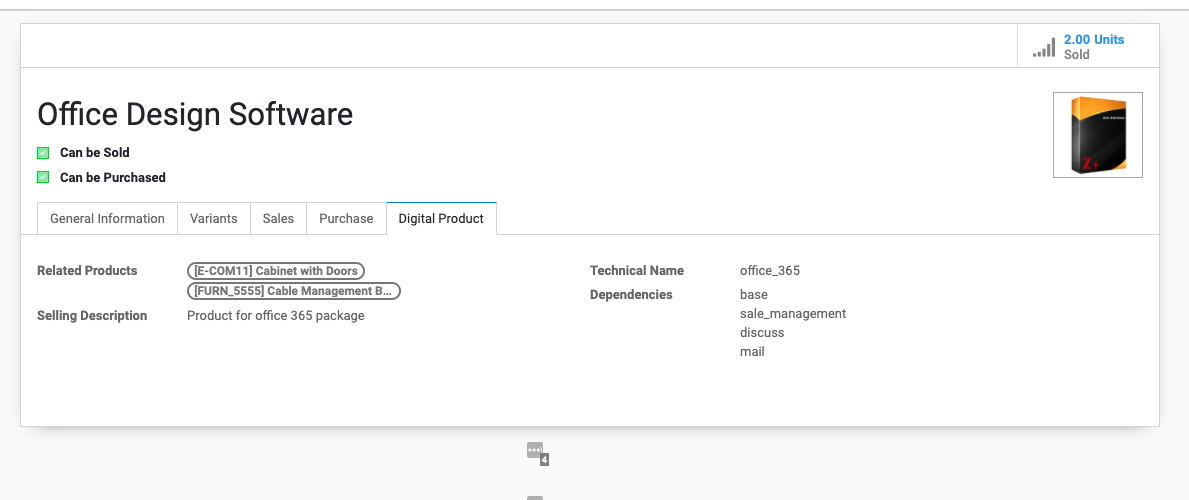 2.00 Units
Sold
Office Design Software
Can be Sold
Can be Purchased
General Information Variants Sales Purchase Digital Product
Related Products [E-COM11] Cabinet with Doors Technical Name office_365
[FURN_5555] Cable Management B... Dependencies base
Selling Description Product for office 365 package sale_management
discuss
mail
Z+
4